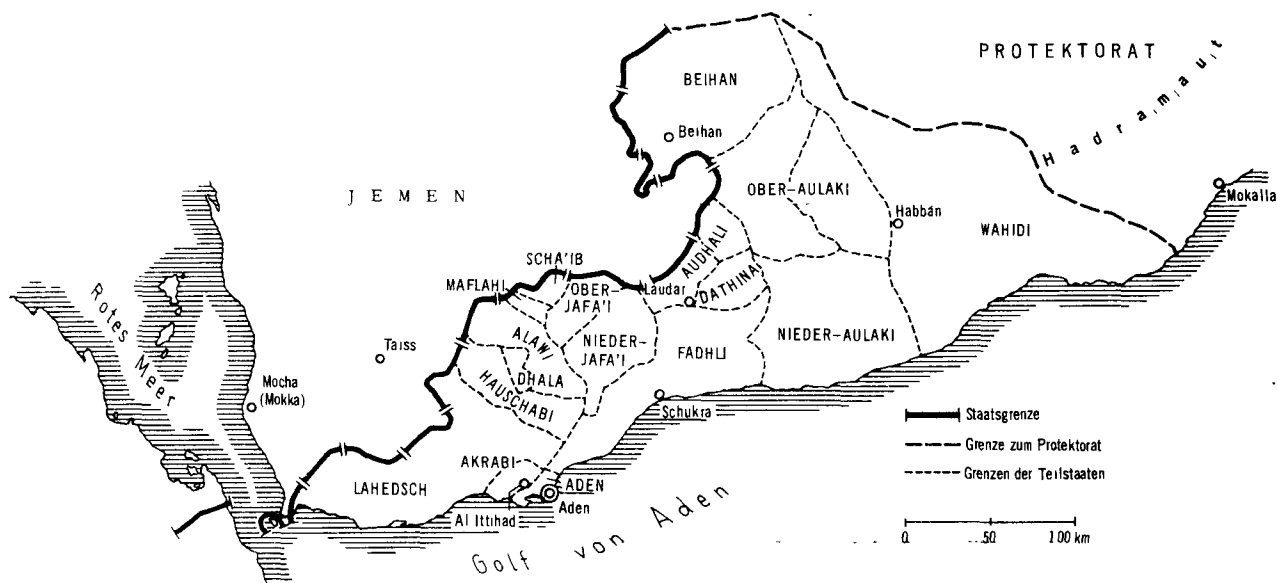 PROTEKTORAT
Hadramaut
BEIHAN
Beihan
JEMEN
OBER-AULAKI
Mokalla
Habbán
WAHIDI
AUDHALI
SCHA'IB
MAFLAHI
OBER-
JAFA'I
Laudar
DATHINA
Rotes Meer
Taiss
ALAWI
NIEDER-
JAFA'I
FADHLI
NIEDER-AULAKI
DHALA
HAUSCHABI
Mocha
(Mokka)
Schukra
Staatsgrenze
Grenze zum Protektorat
Grenzen der Teilstaaten
AKRABI
LAHEDSCH
ADEN
Aden
Al Ittihad
Golf von Aden
0 50 100 km